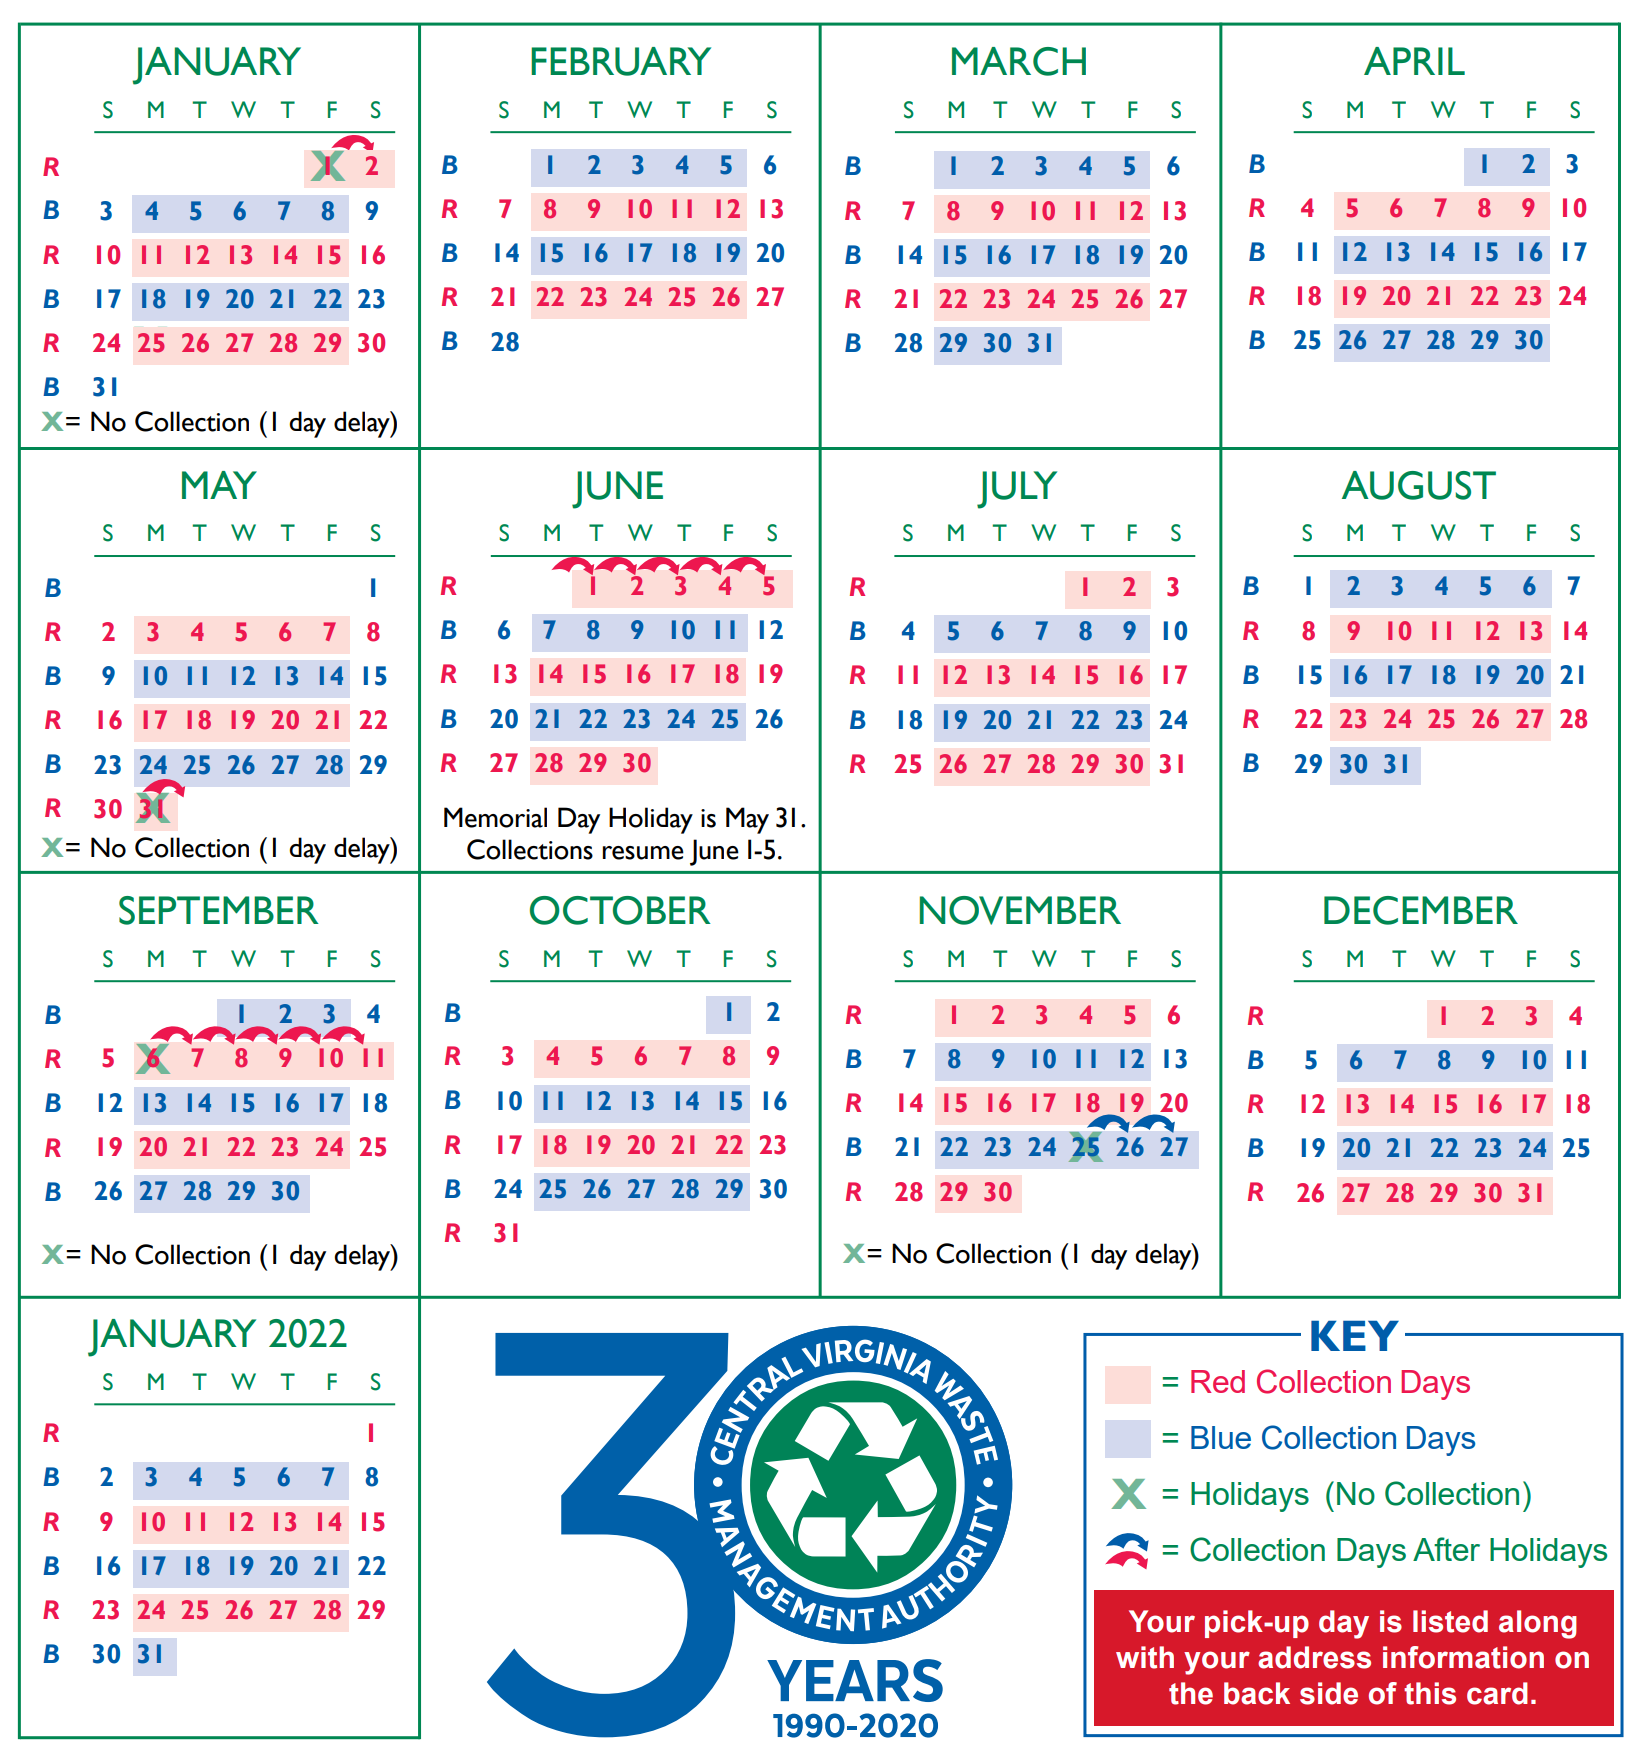 JANUARY
S M T W T F S
R 1 2
B 3 4 5 6 7 8 9
R 10 11 12 13 14 15 16
B 17 18 19 20 21 22 23
R 24 25 26 27 28 29 30
B 31
X= No Collection (1 day delay)
FEBRUARY
S M T W T F S
B 1 2 3 4 5 6
R 7 8 9 10 11 12 13
B 14 15 16 17 18 19 20
R 21 22 23 24 25 26 27
B 28
MARCH
S M T W T F S
B 1 2 3 4 5 6
R 7 8 9 10 11 12 13
B 14 15 16 17 18 19 20
R 21 22 23 24 25 26 27
B 28 29 30 31
APRIL
S M T W T F S
B 1 2 3
R 4 5 6 7 8 9 10
B 11 12 13 14 15 16 17
R 18 19 20 21 22 23 24
B 25 26 27 28 29 30
MAY
S M T W T F S
B 1
R 2 3 4 5 6 7 8
B 9 10 11 12 13 14 15
R 16 17 18 19 20 21 22
B 23 24 25 26 27 28 29
R 30 31
X= No Collection (1 day delay)
JUNE
S M T W T F S
R 1 2 3 4 5
B 6 7 8 9 10 11 12
R 13 14 15 16 17 18 19
B 20 21 22 23 24 25 26
R 27 28 29 30
Memorial Day Holiday is May 31.
Collections resume June 1-5.
JULY
S M T W T F S
R 1 2 3
B 4 5 6 7 8 9 10
R 11 12 13 14 15 16 17
B 18 19 20 21 22 23 24
R 25 26 27 28 29 30 31
AUGUST
S M T W T F S
B 1 2 3 4 5 6 7
R 8 9 10 11 12 13 14
B 15 16 17 18 19 20 21
R 22 23 24 25 26 27 28
B 29 30 31
SEPTEMBER
S M T W T F S
B 1 2 3 4
R 5 6 7 8 9 10 11
B 12 13 14 15 16 17 18
R 19 20 21 22 23 24 25
B 26 27 28 29 30
X= No Collection (1 day delay)
OCTOBER
S M T W T F S
B 1 2
R 3 4 5 6 7 8 9
B 10 11 12 13 14 15 16
R 17 18 19 20 21 22 23
B 24 25 26 27 28 29 30
R 31
NOVEMBER
S M T W T F S
R 1 2 3 4 5 6
B 7 8 9 10 11 12 13
R 14 15 16 17 18 19 20
B 21 22 23 24 25 26 27
R 28 29 30
X= No Collection (1 day delay)
DECEMBER
S M T W T F S
R 1 2 3 4
B 5 6 7 8 9 10 11
R 12 13 14 15 16 17 18
B 19 20 21 22 23 24 25
R 26 27 28 29 30 31
JANUARY 2022
S M T W T F S
R 1
B 2 3 4 5 6 7 8
R 9 10 11 12 13 14 15
B 16 17 18 19 20 21 22
R 23 24 25 26 27 28 29
B 30 31
30
CENTRAL VIRGINIA WASTE
• MANAGEMENT AUTHORITY •
YEARS
1990-2020
KEY
= Red Collection Days
= Blue Collection Days
X = Holidays (No Collection)
= Collection Days After Holidays
Your pick-up day is listed along
with your address information on
the back side of this card.